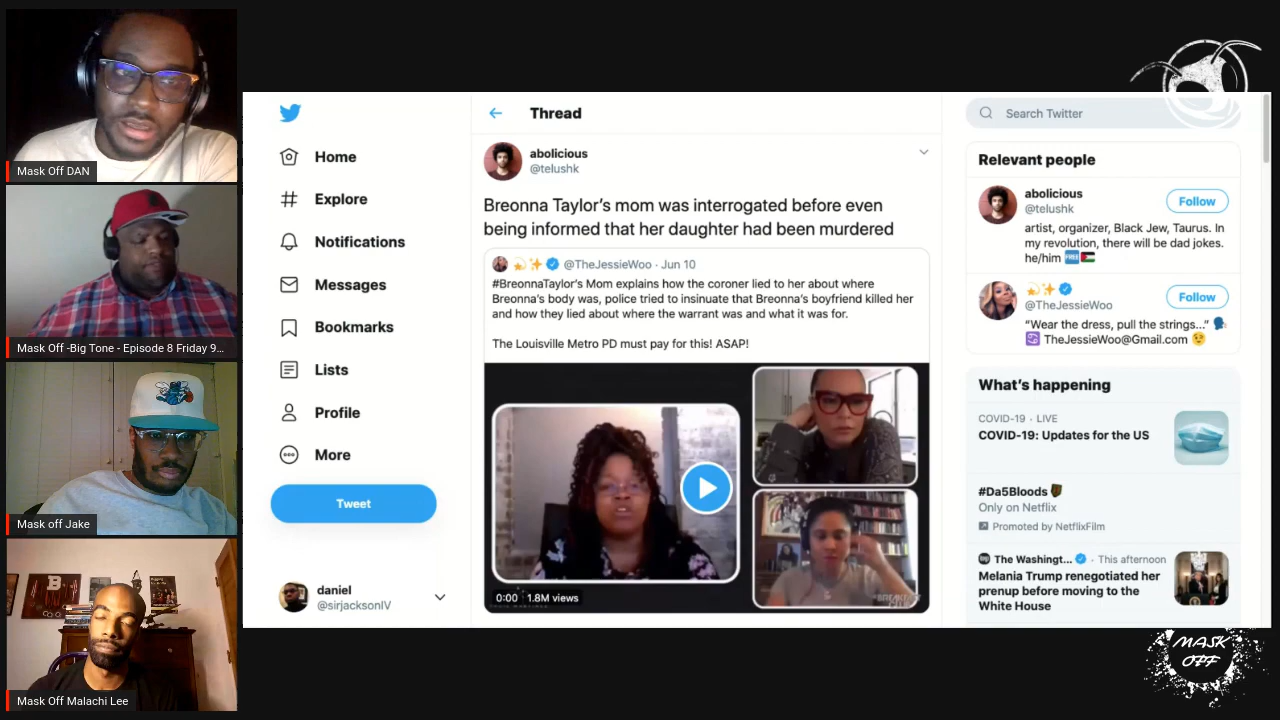 Mask Off DAN
Mask Off -Big Tone - Episode 8 Friday 9...
Mask off Jake
B
Mask Off Malachi Lee
Home
Explore
Notifications
Messages
Bookmarks
Lists
Profile
More
Tweet
daniel
@sirjacksonIV
Thread
abolicious
@telushk
Breonna Taylor's mom was interrogated before even
being informed that her daughter had been murdered
@TheJessieWoo · Jun 10
#BreonnaTaylor's Mom explains how the coroner lied to her about where
Breonna's body was, police tried to insinuate that Breonna's boyfriend killed her
and how they lied about where the warrant was and what it was for.
The Louisville Metro PD must pay for this! ASAP!
0:00 1.8M views
Search Twitter
Relevant people
abolicious
@telushk
Follow
artist, organizer, Black Jew, Taurus. In
my revolution, there will be dad jokes.
he/him FREE
@TheJessieWoo
Follow
"Wear the dress, pull the strings..."
TheJessieWoo@Gmail.com
What's happening
COVID-19 · LIVE
COVID-19: Updates for the US
#Da5Bloods
Only on Netflix
Promoted by NetflixFilm
The Washingt... · This afternoon
Melania Trump renegotiated her
prenup before moving to the
White House
MASK
OFF